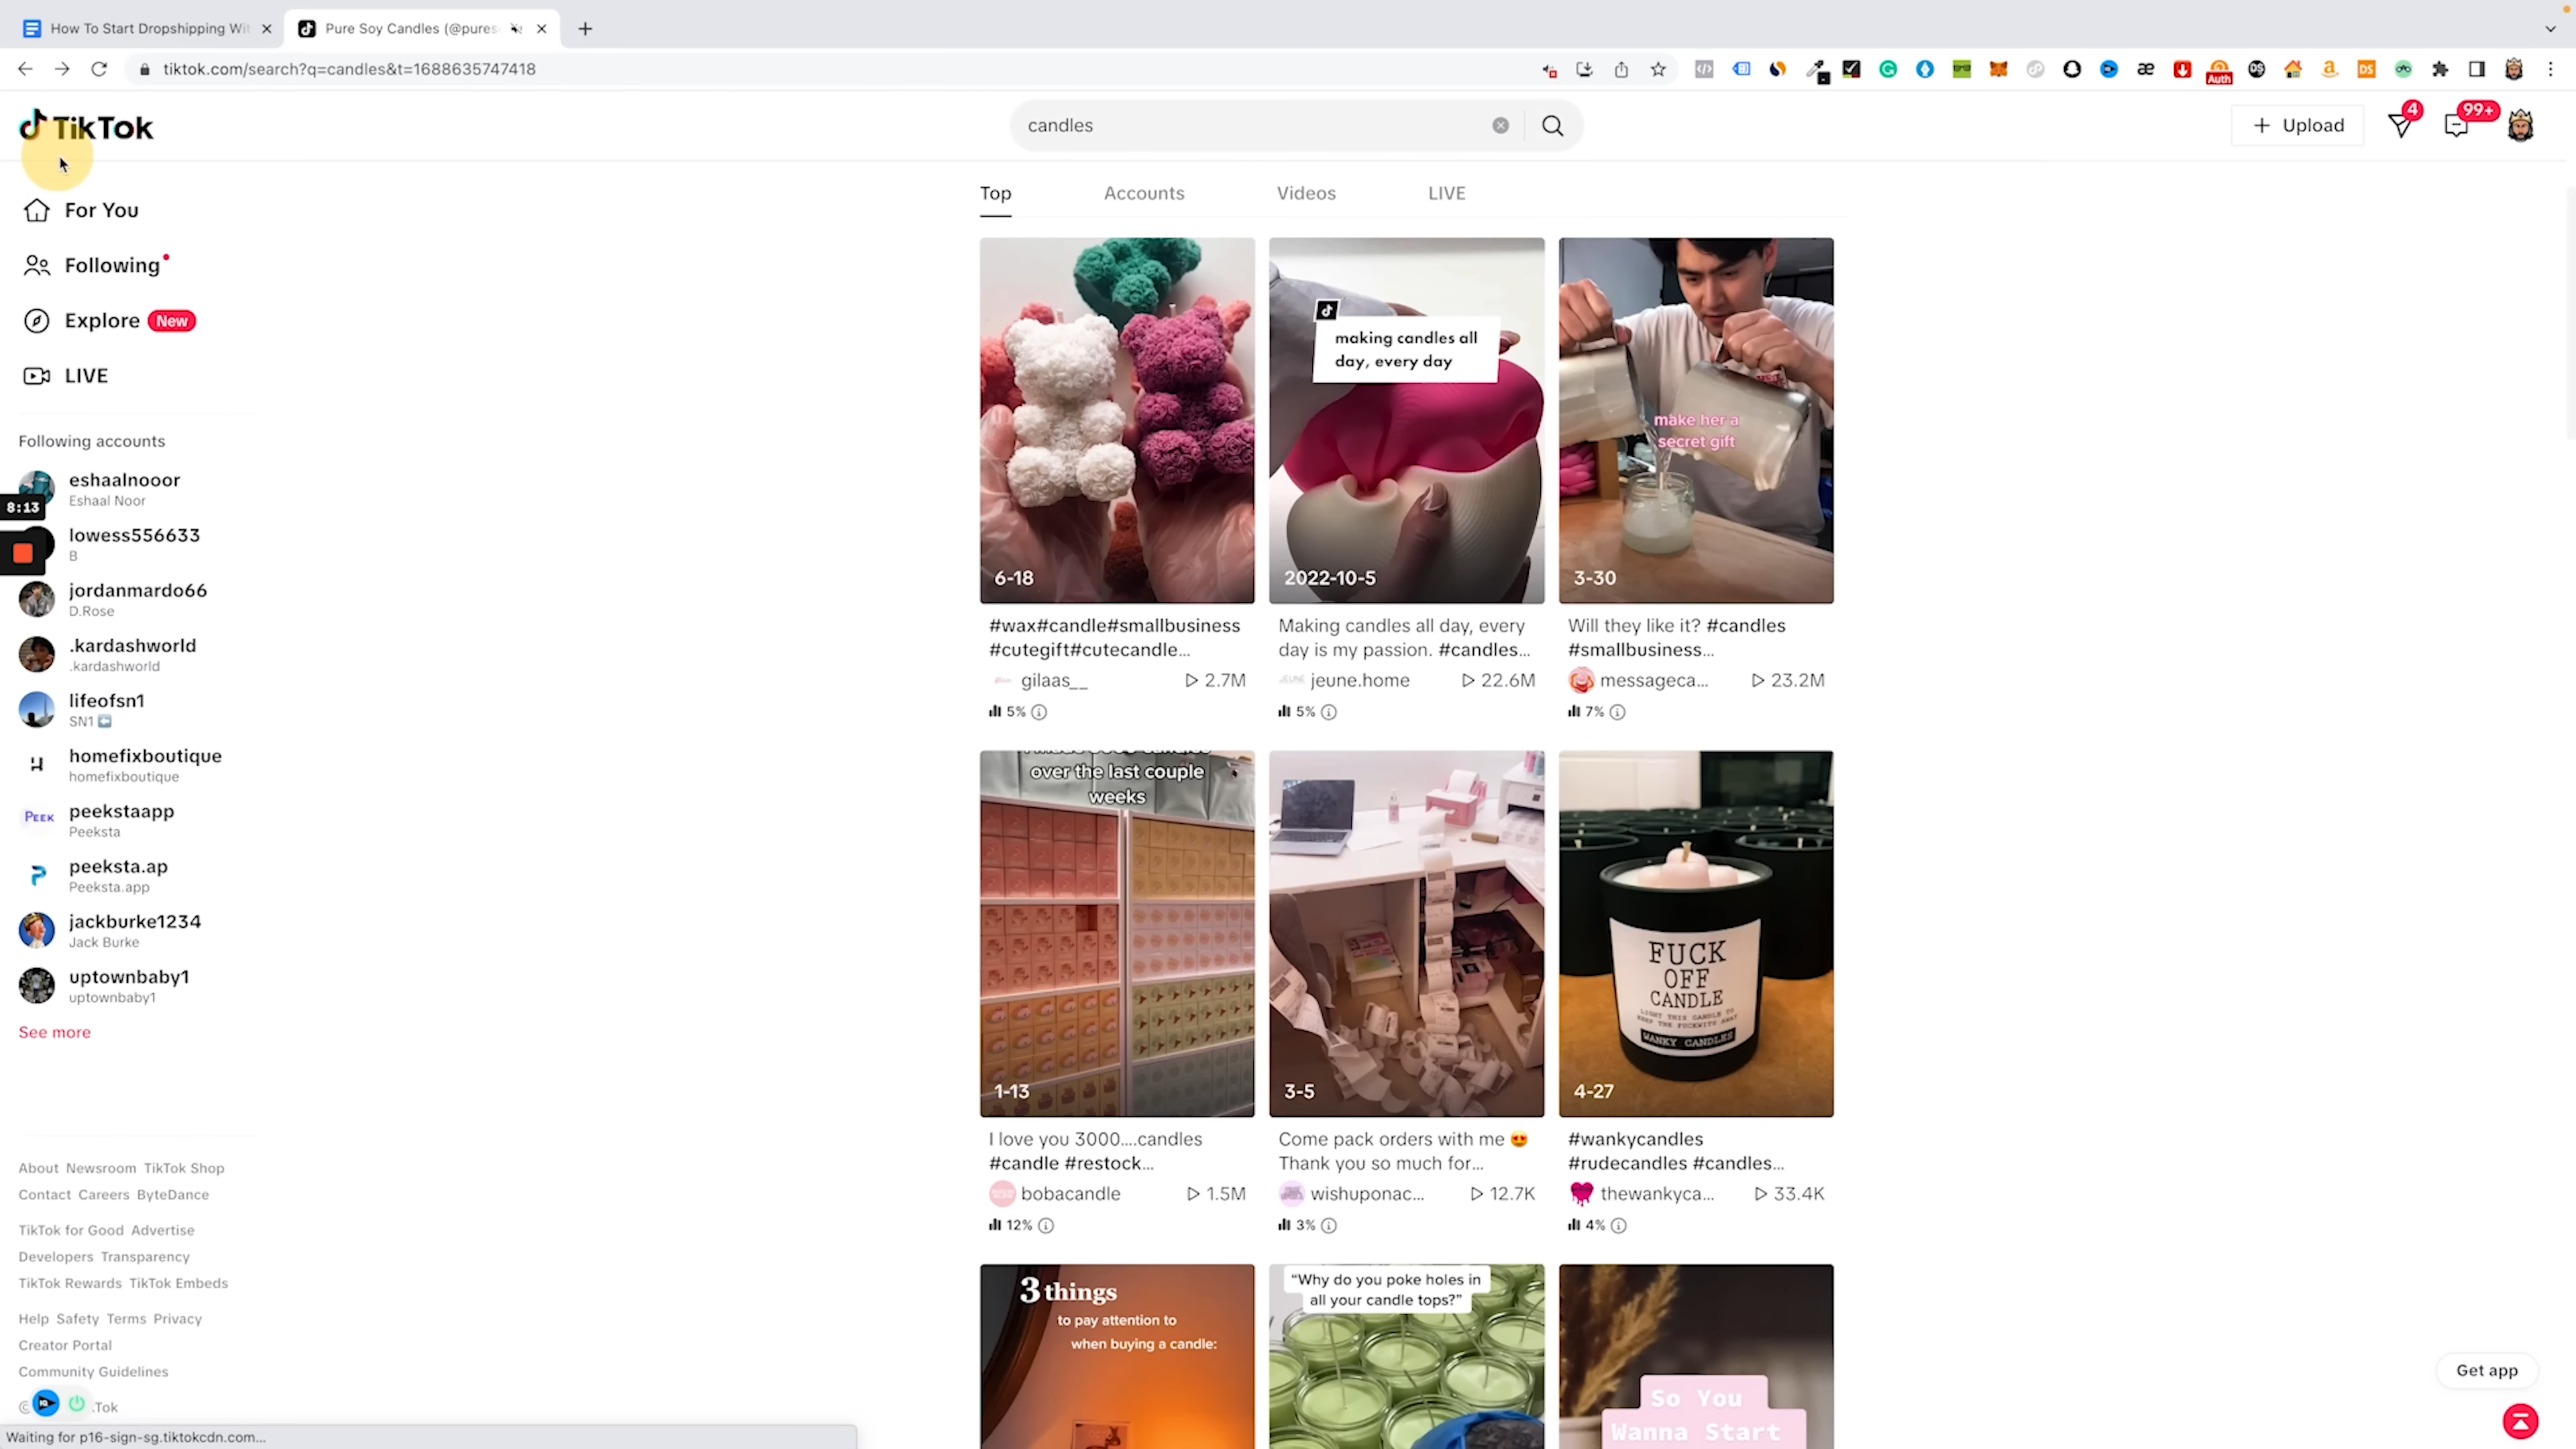 How To Start Dropshipping Wit
Pure Soy Candles (@pures
tiktok.com/search?q=candles&t=1688635747418
Auth
TikTok
candles
Upload
4
99+
For You
Following
Explore New
LIVE
Following accounts
eshaalnooor
Eshaal Noor
8:13
lowess556633
B
jordanmardo66
D.Rose
.kardashworld
.kardashworld
lifeofsn1
SN1
homefixboutique
homefixboutique
PEEK
peekstaapp
Peeksta
peeksta.ap
Peeksta.app
jackburke1234
Jack Burke
uptownbaby1
uptownbaby1
See more
About Newsroom TikTok Shop
Contact Careers ByteDance
TikTok for Good Advertise
Developers Transparency
TikTok Rewards TikTok Embeds
Help Safety Terms Privacy
Creator Portal
Community Guidelines
Waiting for p16-sign-sg.tiktokcdn.com...
Top Accounts Videos LIVE
6-18
#wax#candle#smallbusiness
#cutegift#cutecandle...
gilaas__ 2.7M
5%
making candles all
day, every day
2022-10-5
Making candles all day, every
day is my passion. #candles...
jeune.home 22.6M
5%
make her a
secret gift
3-30
Will they like it? #candles
#smallbusiness...
messageca... 23.2M
7%
over the last couple
weeks
1-13
I love you 3000....candles
#candle #restock...
bobacandle 1.5M
12%
3-5
Come pack orders with me 😍
Thank you so much for...
wishuponac... 12.7K
3%
FUCK
OFF
CANDLE
LIGHT THIS CANDLE TO
KEEP THE FUCKWITS AWAY
WANKY CANDLES
4-27
#wankycandles
#rudecandles #candles...
thewankyca... 33.4K
4%
3 things
to pay attention to
when buying a candle:
"Why do you poke holes in
all your candle tops?"
So You
Wanna Start
Get app